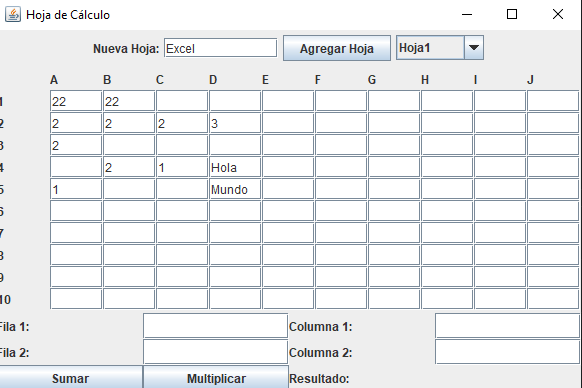 Hoja de Cálculo
Nueva Hoja: Excel Agregar Hoja Hoja1
A B C D E F G H I J
1 22 22
2 2 2 2 3
3 2
4 2 1 Hola
5 1 Mundo
6
7
8
9
10
Fila 1: Columna 1:
Fila 2: Columna 2:
Sumar Multiplicar Resultado: